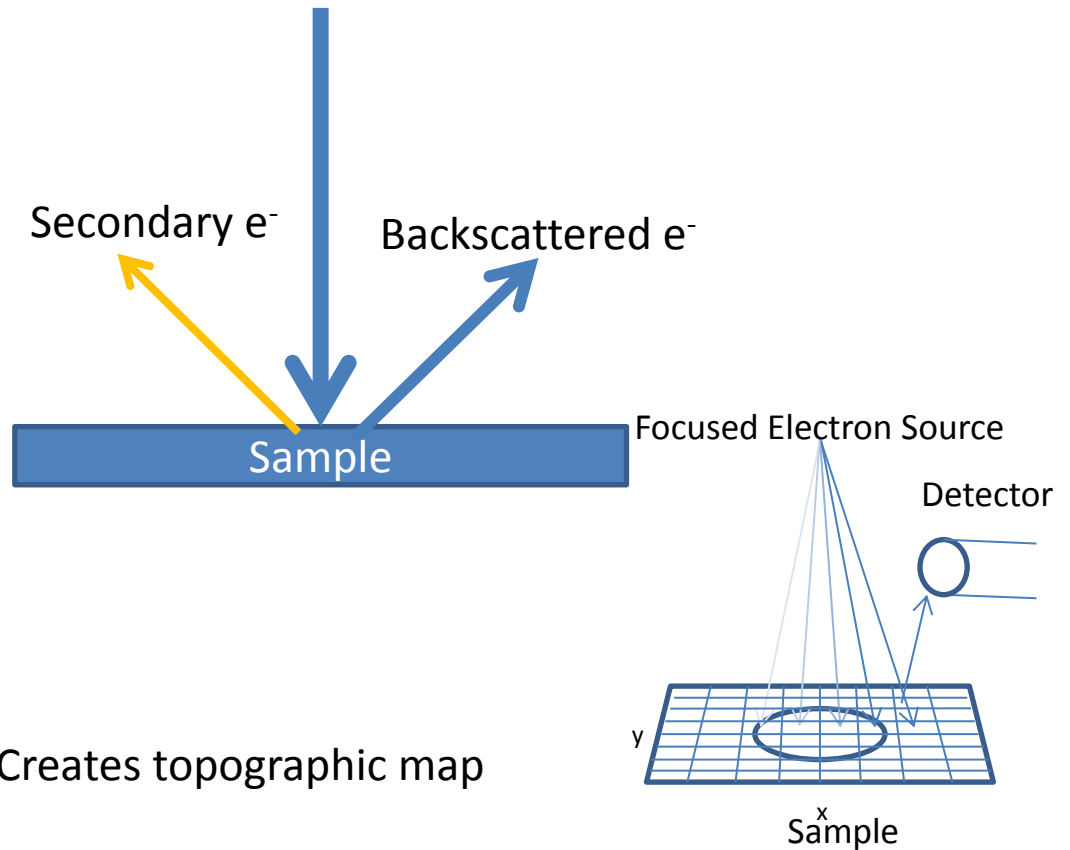 Secondary e⁻
Backscattered e⁻
Sample
Focused Electron Source
Detector
y
Creates topographic map
x
Sample